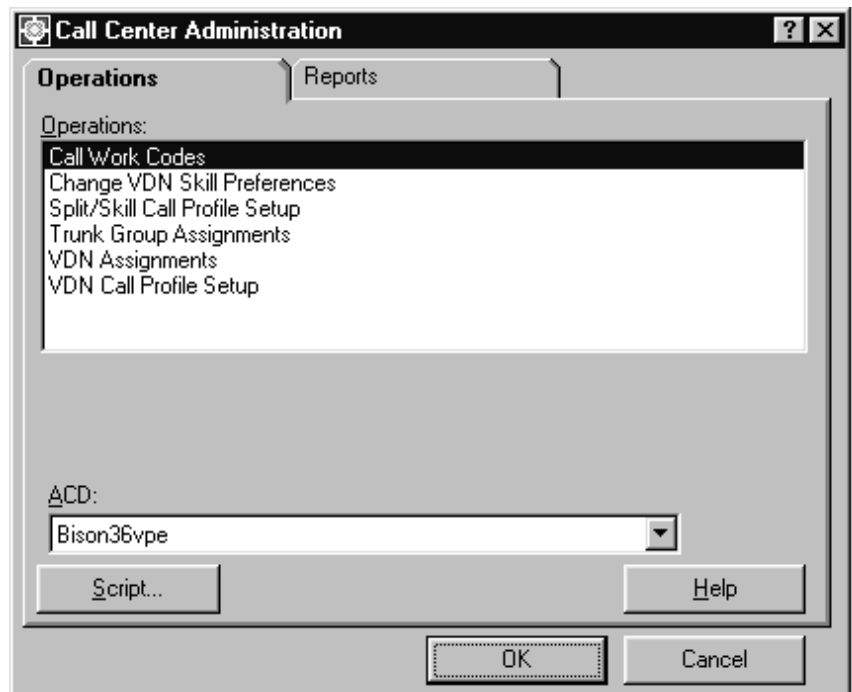 Call Center Administration
Operations
Reports
Operations:
Call Work Codes
Change VDN Skill Preferences
Split/Skill Call Profile Setup
Trunk Group Assignments
VDN Assignments
VDN Call Profile Setup
ACD:
Bison36vpe
Script...
Help
OK
Cancel